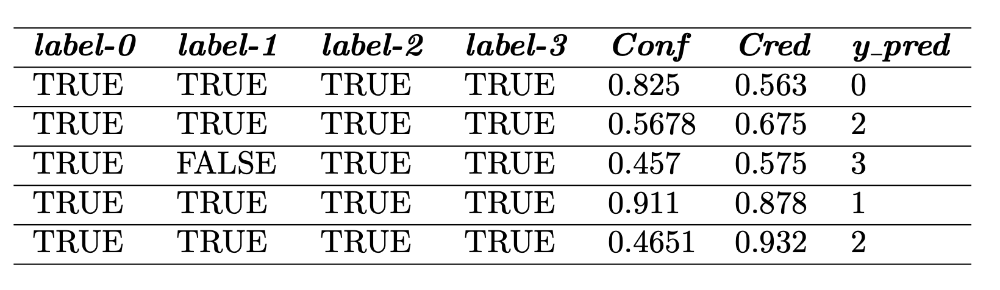 label-0 label-1 label-2 label-3 Conf Cred y_pred
TRUE TRUE TRUE TRUE 0.825 0.563 0
TRUE TRUE TRUE TRUE 0.5678 0.675 2
TRUE FALSE TRUE TRUE 0.457 0.575 3
TRUE TRUE TRUE TRUE 0.911 0.878 1
TRUE TRUE TRUE TRUE 0.4651 0.932 2